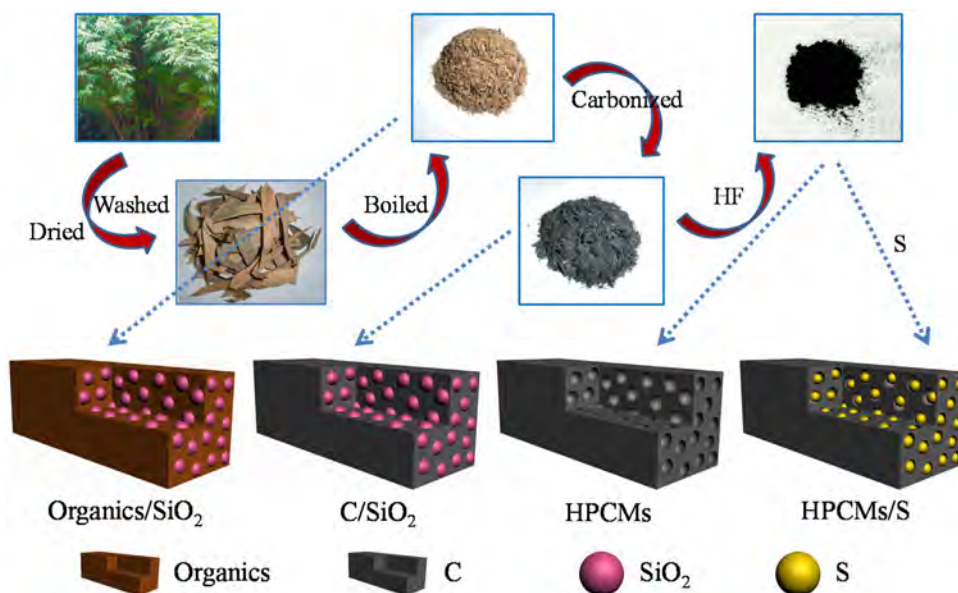 Carbonized
Washed
Dried
Boiled
HF
S
Organics/SiO₂
C/SiO₂
HPCMs
HPCMs/S
Organics
C
SiO₂
S